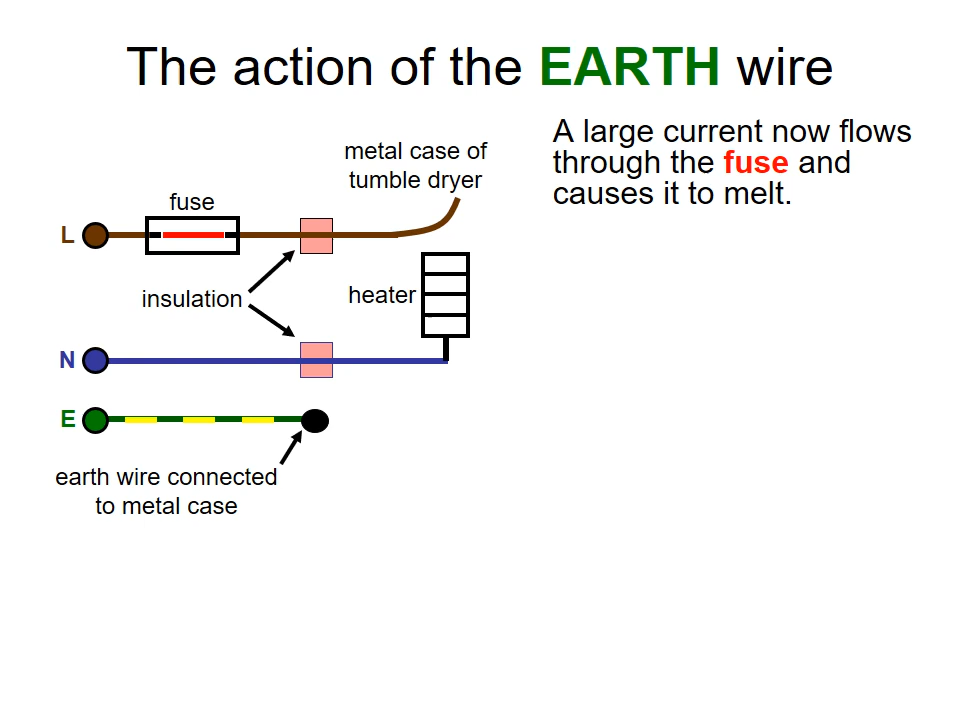 The action of the EARTH wire
A large current now flows
through the fuse and
causes it to melt.
metal case of
tumble dryer
fuse
L
insulation
heater
N
E
earth wire connected
to metal case